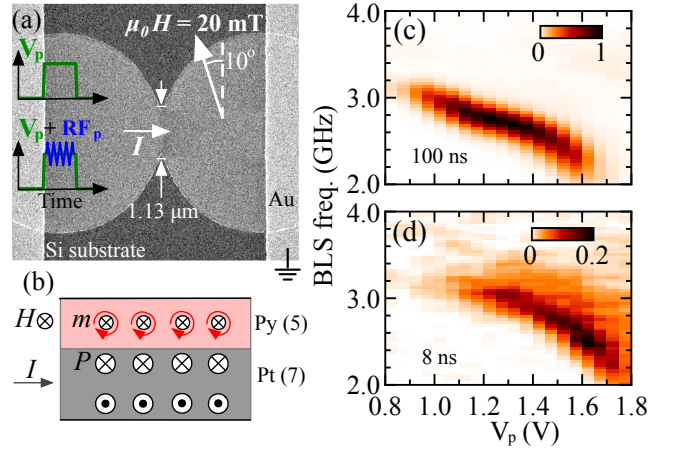 (a)
μ₀ H = 20 mT
10°
Vₚ
Vₚ+ RFₚ
I
Time
1.13 μm
Au
Si substrate
(b)
H⊗
m
Py (5)
I
P
Pt (7)
(c)
0 1
4.0
3.0
2.0
100 ns
BLS freq. (GHz)
(d)
0 0.2
4.0
3.0
2.0
8 ns
0.8 1.0 1.2 1.4 1.6 1.8
Vₚ (V)